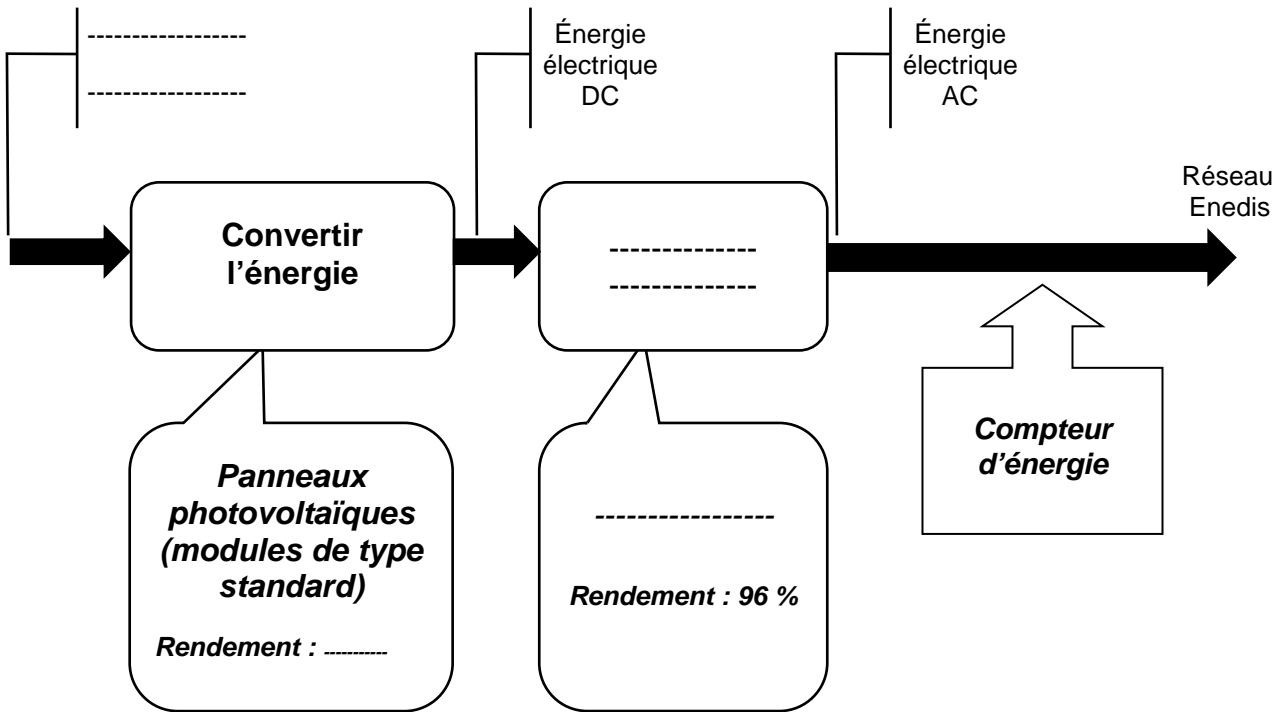 ------------------
------------------
Énergie
électrique
DC
Énergie
électrique
AC
Réseau
Enedis
Convertir
l’énergie
--------------
--------------
Panneaux
photovoltaïques
(modules de type
standard)
Rendement : -----------
-----------------
Rendement : 96 %
Compteur
d’énergie